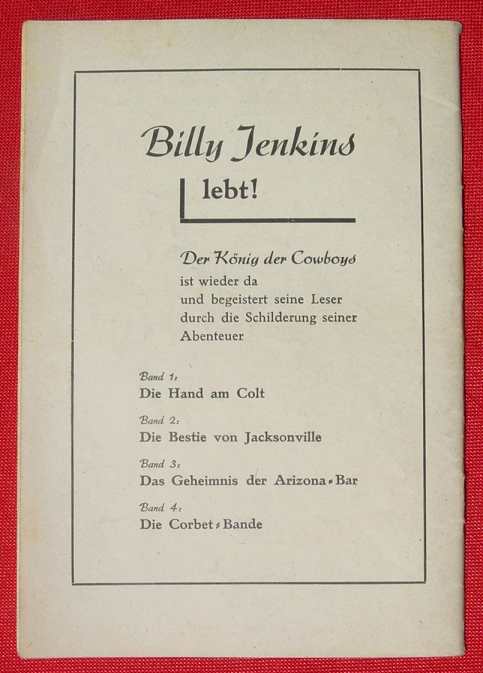 Billy Jenkins
lebt!
Der König der Cowboys
ist wieder da
und begeistert seine Leser
durch die Schilderung seiner
Abenteuer
Band 1:
Die Hand am Colt
Band 2:
Die Bestie von Jacksonville
Band 3:
Das Geheimnis der Arizona-Bar
Band 4:
Die Corbet-Bande